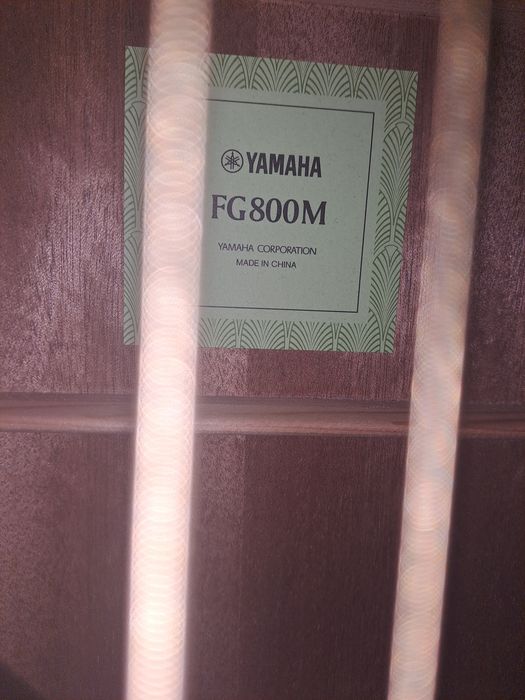 YAMAHA
FG800M
YAMAHA CORPORATION
MADE IN CHINA